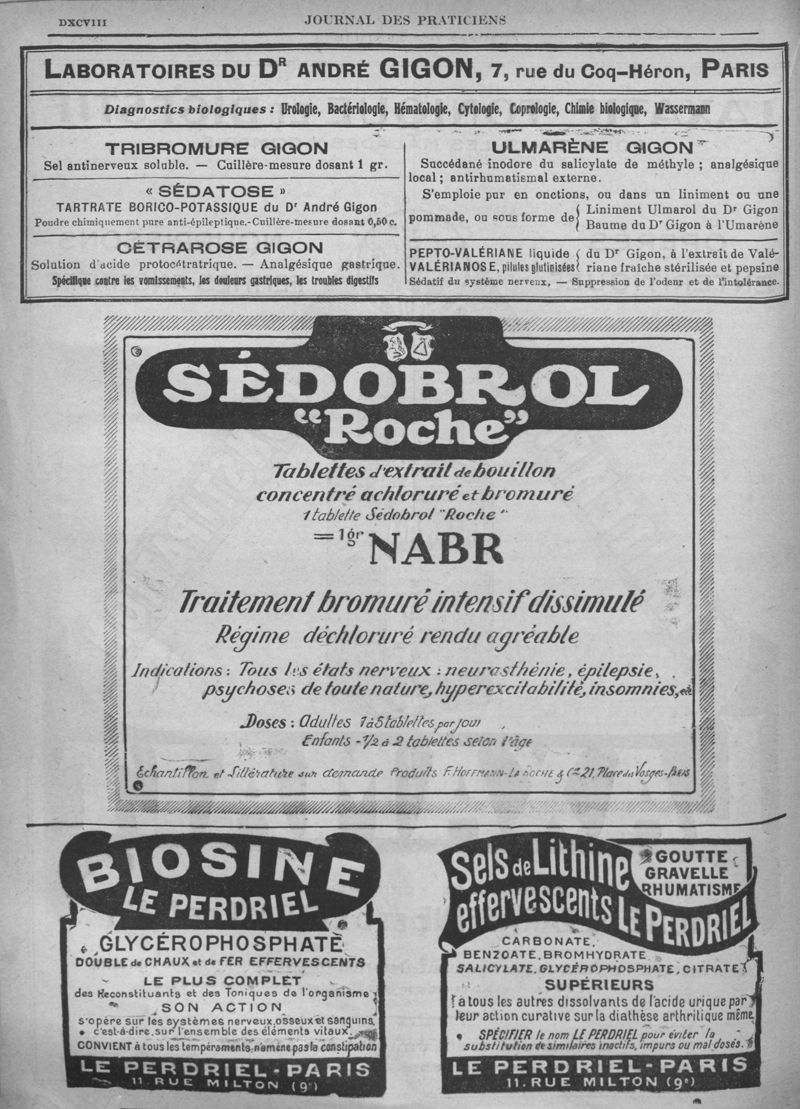 DXCVIII
JOURNAL DES PRATICIENS
LABORATOIRES DU Dr ANDRÉ GIGON, 7, rue du Coq-Héron, PARIS
Diagnostics biologiques : Urologie, Bactériologie, Hématologie, Cytologie, Coprologie, Chimie biologique, Wassermann
TRIBROMURE GIGON
Sel antinerveux soluble. — Cuillère-mesure dosant 1 gr.
« SÉDATOSE »
TARTRATE BORICO-POTASSIQUE du Dr André Gigon
Poudre chimiquement pure anti-épileptique.-Cuillère-mesure dosant 0,50 c.
CÉTRAROSE GIGON
Solution d'acide protocétratrique. — Analgésique gastrique.
Spécifique contre les vomissements, les douleurs gastriques, les troubles digestifs
ULMARÈNE GIGON
Succédané inodore du salicylate de méthyle ; analgésique
local ; antirhumatismal externe.
S'emploie pur en onctions, ou dans un liniment ou une
pommade, ou sous forme de { Liniment Ulmarol du Dr Gigon
Baume du Dr Gigon à l'Umarène
PEPTO-VALÉRIANE liquide { du Dr Gigon, à l'extrait de Valé-
VALÉRIANOSE, pilules glutinisées { riane fraîche stérilisée et pepsine
Sédatif du système nerveux, — Suppression de l'odeur et de l'intolérance.
SÉDOBROL
"Roche"
Tablettes d'extrait de bouillon
concentré achloruré et bromuré
1 tablette Sédobrol "Roche"
= 1gr NABR
Traitement bromuré intensif dissimulé
Régime déchloruré rendu agréable
Indications : Tous les états nerveux : neurasthénie, épilepsie,
psychoses de toute nature, hyperexcitabilité, insomnies, etc
Doses : Adultes 1 à 5 tablettes par jour
Enfants - 1/2 à 2 tablettes selon l'âge
Echantillon et Littérature sur demande Produits F. HOFFMANN-LA ROCHE & Cie 21, Place des Vosges-Paris
BIOSINE
LE PERDRIEL
GLYCÉROPHOSPHATE
DOUBLE de CHAUX et de FER EFFERVESCENTS
LE PLUS COMPLET
des Reconstituants et des Toniques de l'organisme
SON ACTION
s'opère sur les systèmes nerveux, osseux et sanguins,
c'est-à-dire, sur l'ensemble des éléments vitaux
CONVIENT à tous les tempéraments, n'amène pas la constipation
LE PERDRIEL - PARIS
11, RUE MILTON (9e)
Sels de Lithine
effervescents LE PERDRIEL
GOUTTE
GRAVELLE
RHUMATISME
CARBONATE,
BENZOATE, BROMHYDRATE
SALICYLATE, GLYCÉROPHOSPHATE, CITRATE
SUPÉRIEURS
à tous les autres dissolvants de l'acide urique par
leur action curative sur la diathèse arthritique même
SPÉCIFIER le nom LE PERDRIEL pour éviter la
substitution de similaires inactifs, impurs ou mal dosés.
LE PERDRIEL - PARIS
11. RUE MILTON (9e)